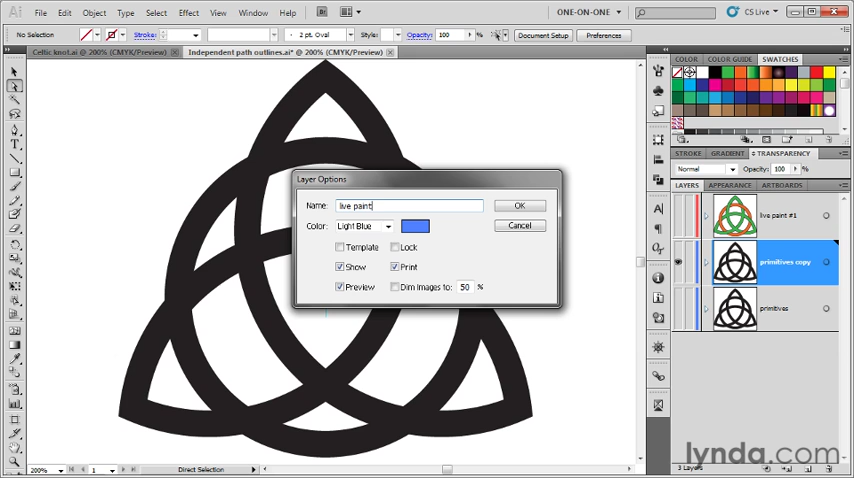 Ai File Edit Object Type Select Effect View Window Help Br ONE-ON-ONE CS Live
No Selection Stroke: 2 pt. Oval Style: Opacity: 100 % Document Setup Preferences
Celtic knot.ai @ 200% (CMYK/Preview) Independent path outlines.ai* @ 200% (CMYK/Preview)
COLOR COLOR GUIDE SWATCHES
STROKE GRADIENT TRANSPARENCY
Normal Opacity: 100 %
LAYERS APPEARANCE ARTBOARDS
live paint #1
primitives copy
primitives
Layer Options
Name: live paint OK
Color: Light Blue Cancel
Template Lock
Show Print
Preview Dim Images to: 50 %
lynda.com
200% 1 Direct Selection 3 Layers